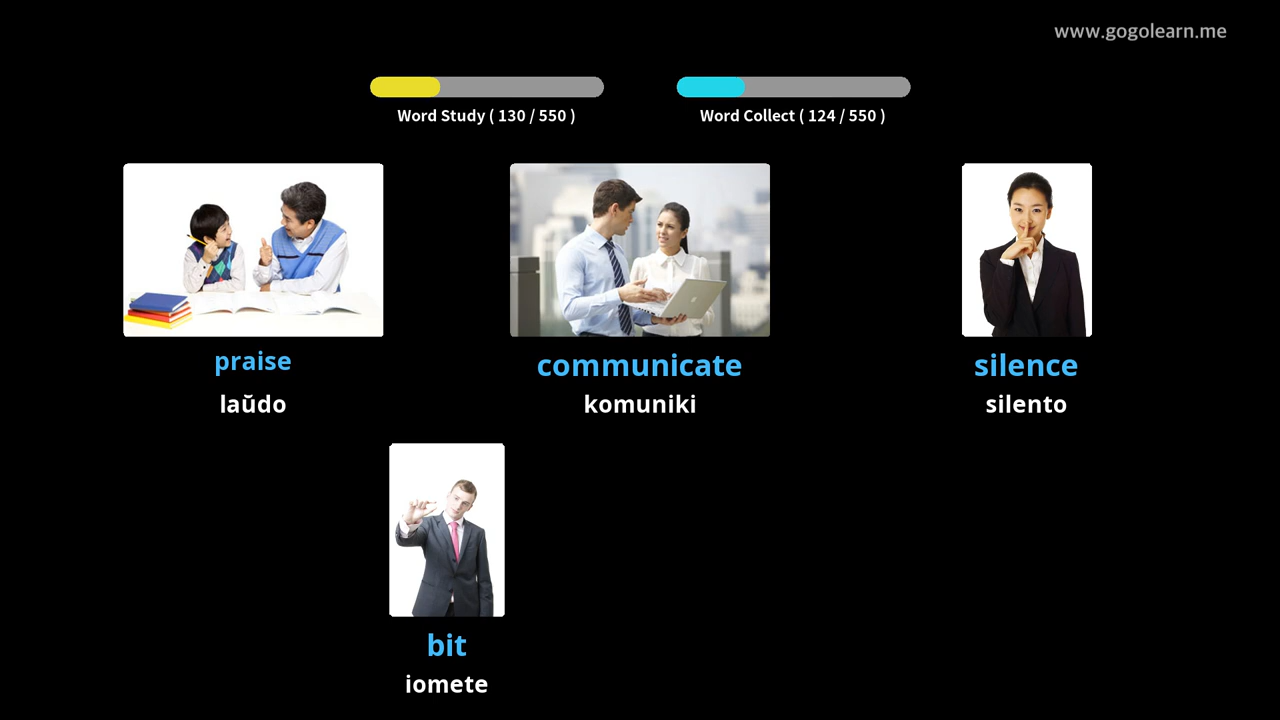 www.gogolearn.me
Word Study ( 130 / 550 )
Word Collect ( 124 / 550 )
praise
laŭdo
communicate
komuniki
silence
silento
bit
iomete